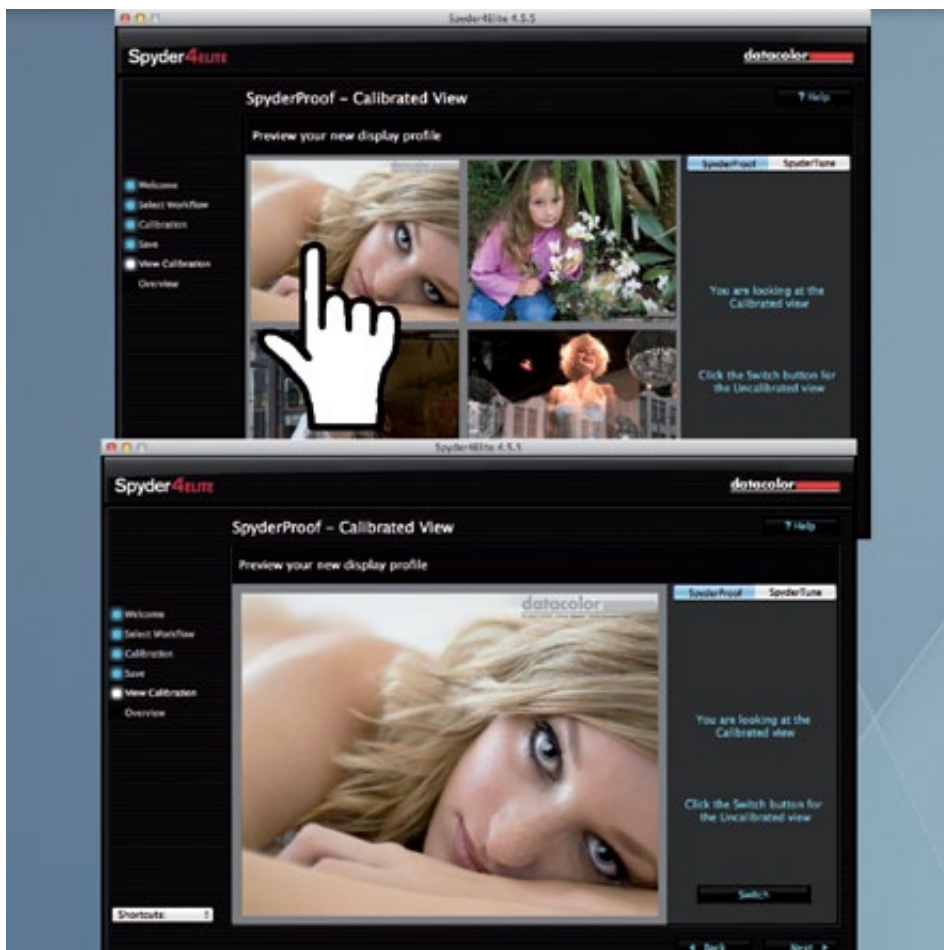 Spyder4Elite 4.5.5
Spyder4ELITE
datacolor
SpyderProof – Calibrated View
? Help
Preview your new display profile
SpyderProof SpyderTune
datacolor
Welcome
Select Workflow
Calibration
Save
View Calibration
Overview
You are looking at the
Calibrated view
Click the Switch button for
the Uncalibrated view
Spyder4Elite 4.5.5
Spyder4ELITE
datacolor
SpyderProof – Calibrated View
? Help
Preview your new display profile
SpyderProof SpyderTune
datacolor
Welcome
Select Workflow
Calibration
Save
View Calibration
Overview
You are looking at the
Calibrated view
Click the Switch button for
the Uncalibrated view
Switch
Shortcuts:
Back Next